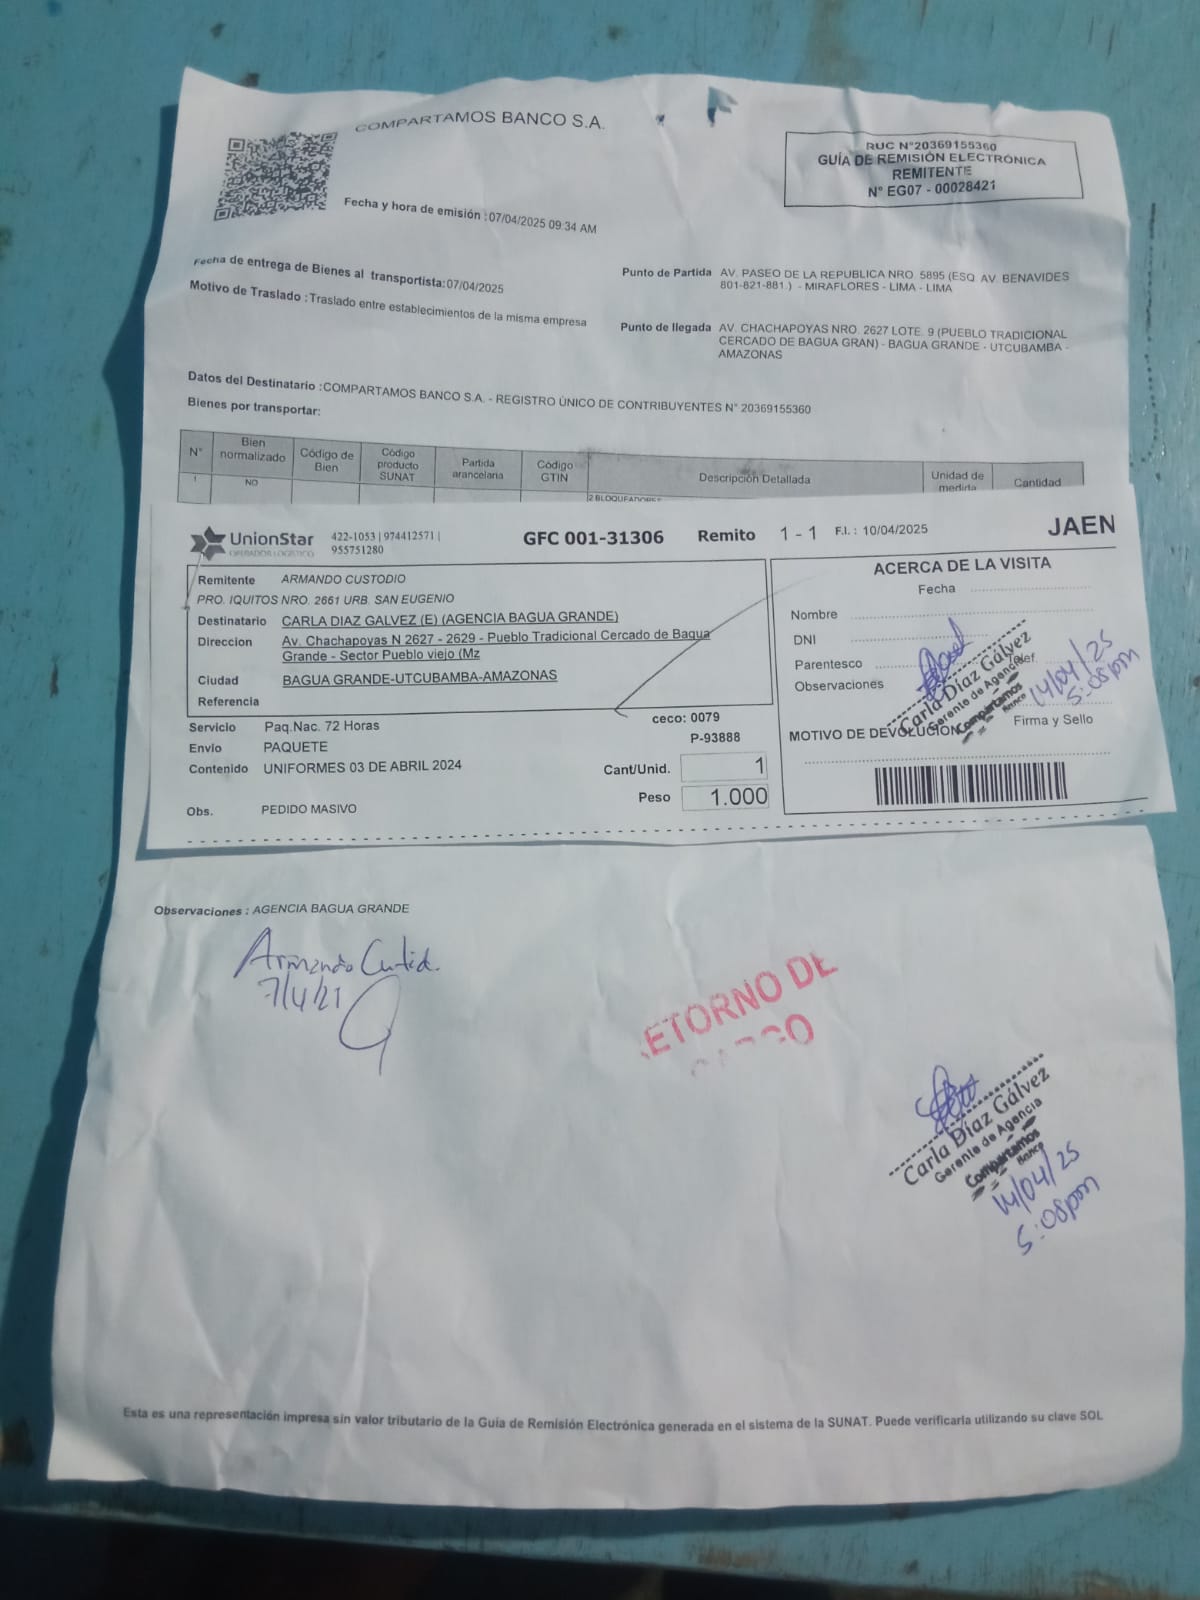 COMPARTAMOS BANCO S.A.
RUC N°20369155360
GUÍA DE REMISIÓN ELECTRÓNICA
REMITENTE
N° EG07 - 00028421
Fecha y hora de emisión :07/04/2025 09:34 AM
Fecha de entrega de Bienes al transportista:07/04/2025
Motivo de Traslado :Traslado entre establecimientos de la misma empresa
Punto de Partida AV. PASEO DE LA REPUBLICA NRO. 5895 (ESQ. AV. BENAVIDES
801-821-881.) - MIRAFLORES - LIMA - LIMA
Punto de llegada AV. CHACHAPOYAS NRO. 2627 LOTE. 9 (PUEBLO TRADICIONAL
CERCADO DE BAGUA GRAN) - BAGUA GRANDE - UTCUBAMBA -
AMAZONAS
Datos del Destinatario :COMPARTAMOS BANCO S.A. - REGISTRO ÚNICO DE CONTRIBUYENTES N° 20369155360
Bienes por transportar:
N° Bien normalizado Código de Bien Código producto SUNAT Partida arancelaria Código GTIN Descripción Detallada Unidad de medida Cantidad
1 NO 2 BLOQUEADORES
UnionStar 422-1053 | 974412571 |
OPERADOR LOGISTICO 955751280
GFC 001-31306 Remito 1 - 1 F.I. : 10/04/2025 JAEN
Remitente ARMANDO CUSTODIO
PRO. IQUITOS NRO. 2661 URB. SAN EUGENIO
Destinatario CARLA DIAZ GALVEZ (E) (AGENCIA BAGUA GRANDE)
Direccion Av. Chachapoyas N 2627 - 2629 - Pueblo Tradicional Cercado de Bagua
Grande - Sector Pueblo viejo (Mz
Ciudad BAGUA GRANDE-UTCUBAMBA-AMAZONAS
Referencia
Servicio Paq.Nac. 72 Horas
Envio PAQUETE
Contenido UNIFORMES 03 DE ABRIL 2024
Obs. PEDIDO MASIVO
ceco: 0079
P-93888
Cant/Unid. 1
Peso 1.000
ACERCA DE LA VISITA
Fecha
Nombre
DNI
Parentesco Telef.
Observaciones
Carla Díaz Gálvez
Gerente de Agencia
Compartamos
Banco
14/04/25
5:08pm
Firma y Sello
MOTIVO DE DEVOLUCION
Observaciones : AGENCIA BAGUA GRANDE
Armando
ETORNO DE
Carla Díaz Gálvez
Gerente de Agencia
Compartamos
Banco
14/04/25
5:08pm
Esta es una representación impresa sin valor tributario de la Guía de Remisión Electrónica generada en el sistema de la SUNAT. Puede verificarla utilizando su clave SOL